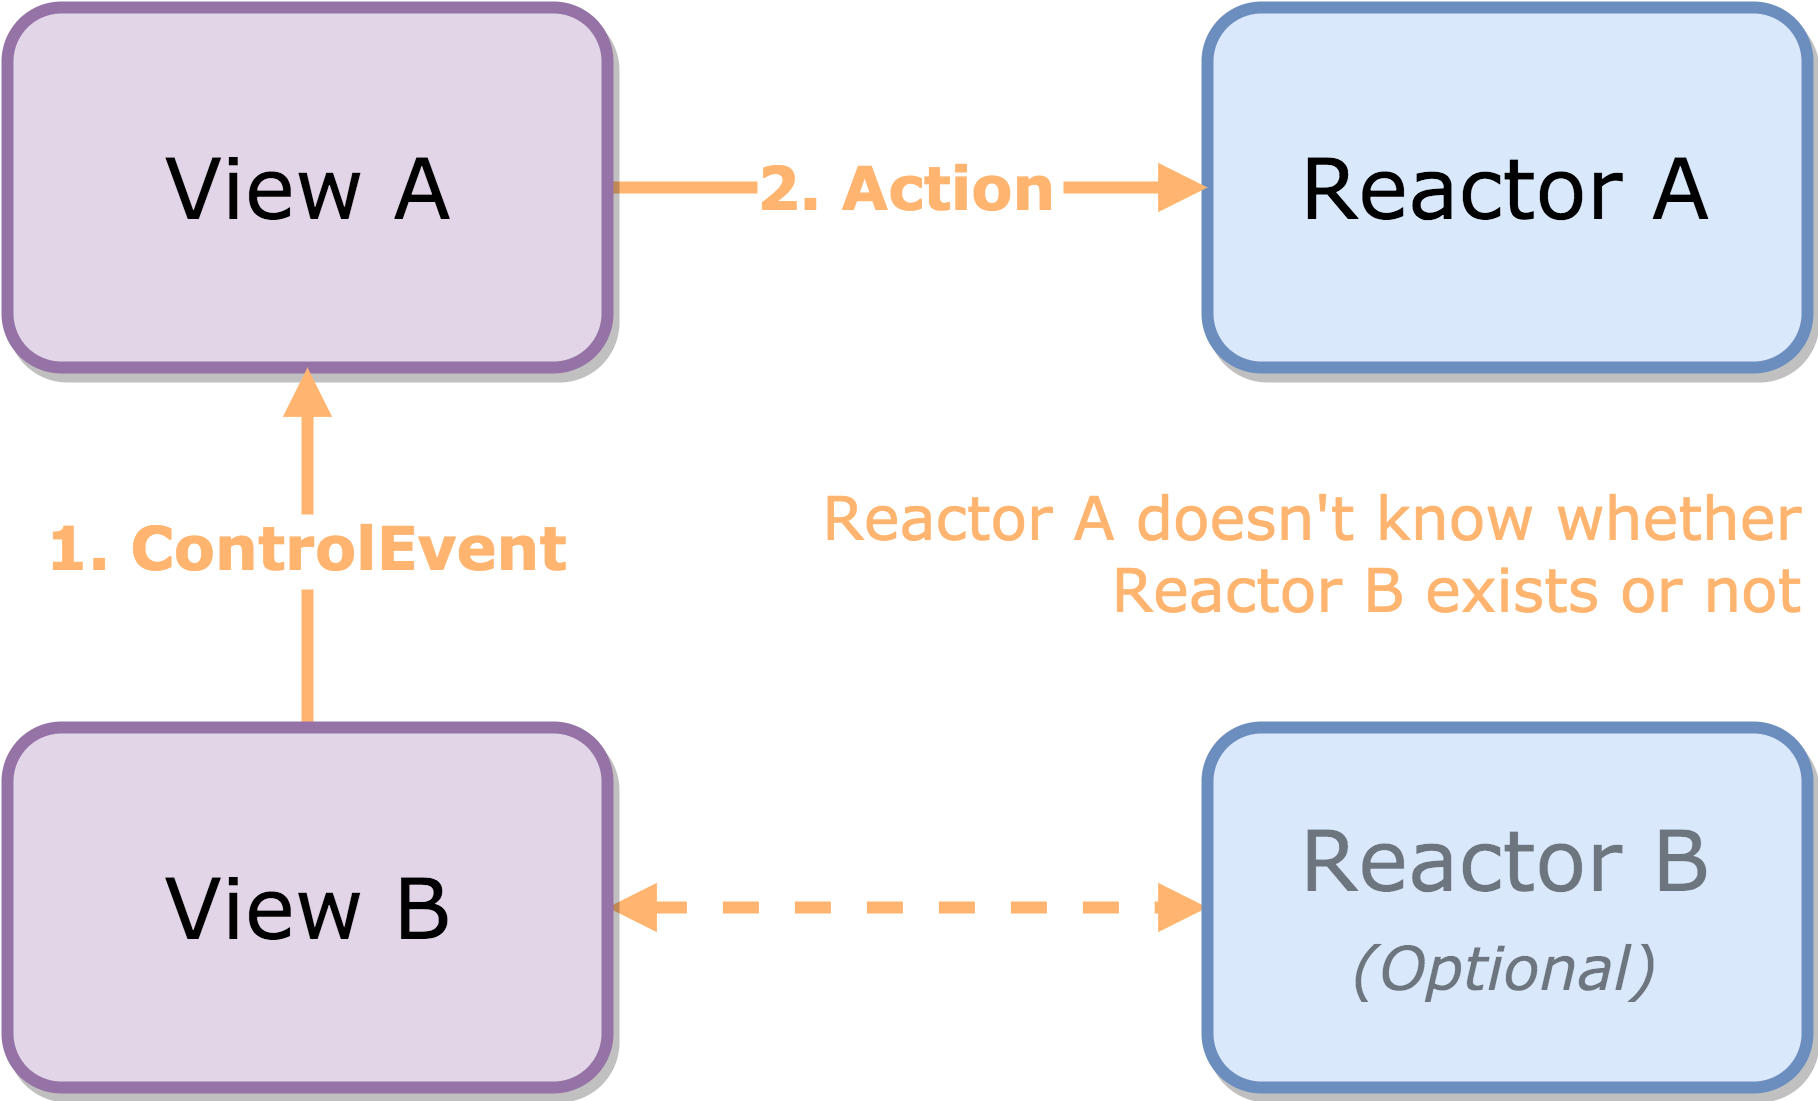 View A
2. Action
Reactor A
1. ControlEvent
Reactor A doesn't know whether
Reactor B exists or not
View B
Reactor B
(Optional)